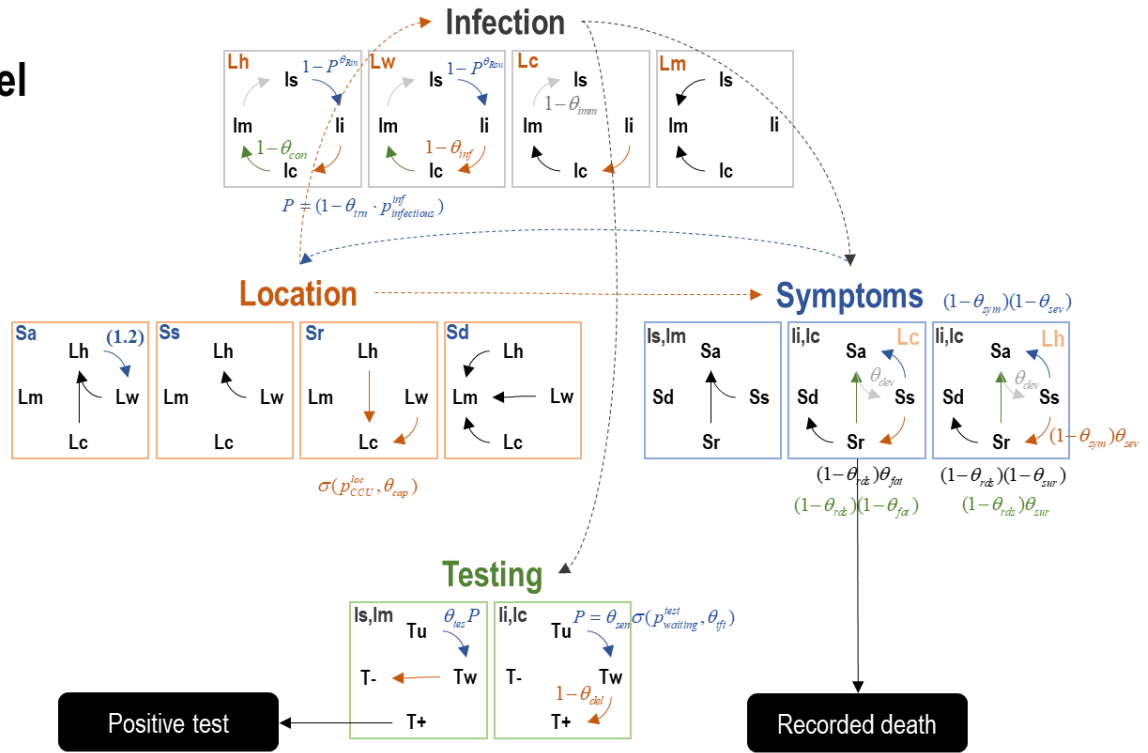 Infection
el
Lh Is 1-P^θRin
Im Ii
1-θcon
Ic
Lw Is 1-P^θRou
Im Ii
1-θinf
Ic
Lc Is
1-θimm
Im Ii
Ic
Lm Is
Im Ii
Ic
P = (1-θtrn · p^inf_infectious)
Location
Symptoms (1-θsym)(1-θsev)
Sa Lh (1.2)
Lm Lw
Lc
Ss Lh
Lm Lw
Lc
Sr Lh
Lm Lw
Lc
Sd Lh
Lm Lw
Lc
σ(p^loc_CCU, θcap)
Is,Im
Sa
Sd Ss
Sr
Ii,Ic Lc
Sa
θdev
Sd Ss
Sr
Ii,Ic Lh
Sa
θdev
Sd Ss
Sr (1-θsym)θsev
(1-θrds)θfat
(1-θrds)(1-θfat)
(1-θrds)(1-θsur)
(1-θrds)θsur
Testing
Is,Im θtes P
Tu
T- Tw
T+
Ii,Ic P = θsen σ(p^test_waiting, θtft)
Tu
T- Tw
1-θdel
T+
Positive test
Recorded death